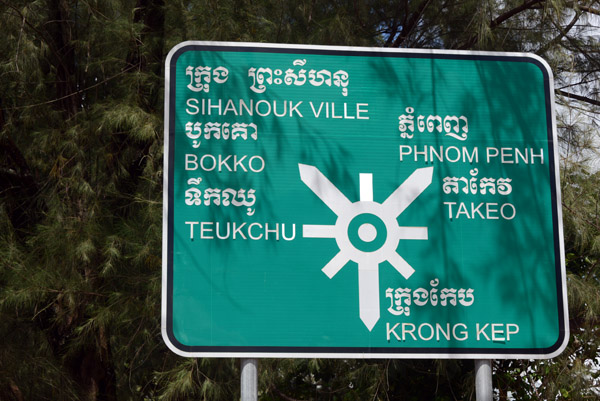 ក្រុង ព្រះសីហនុ
SIHANOUK VILLE
បូកគោ
BOKKO
ទឹកឈូ
TEUKCHU
ភ្នំពេញ
PHNOM PENH
តាកែវ
TAKEO
ក្រុងកែប
KRONG KEP